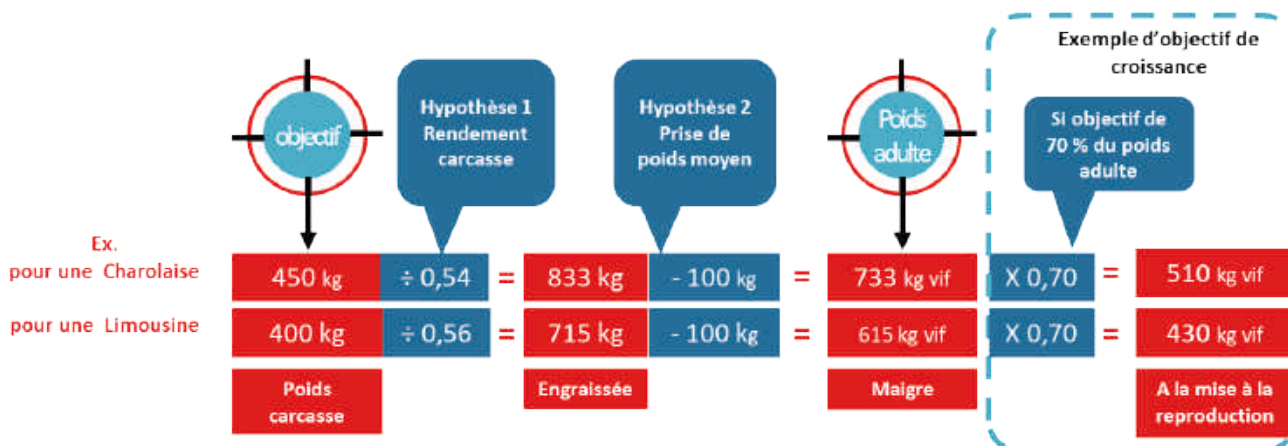 Exemple d'objectif de
croissance
objectif
Hypothèse 1
Rendement
carcasse
Hypothèse 2
Prise de
poids moyen
Poids
adulte
Si objectif de
70 % du poids
adulte
Ex.
pour une Charolaise
450 kg ÷ 0,54 = 833 kg - 100 kg = 733 kg vif X 0,70 = 510 kg vif
pour une Limousine
400 kg ÷ 0,56 = 715 kg - 100 kg = 615 kg vif X 0,70 = 430 kg vif
Poids
carcasse
Engraissée
Maigre
A la mise à la
reproduction